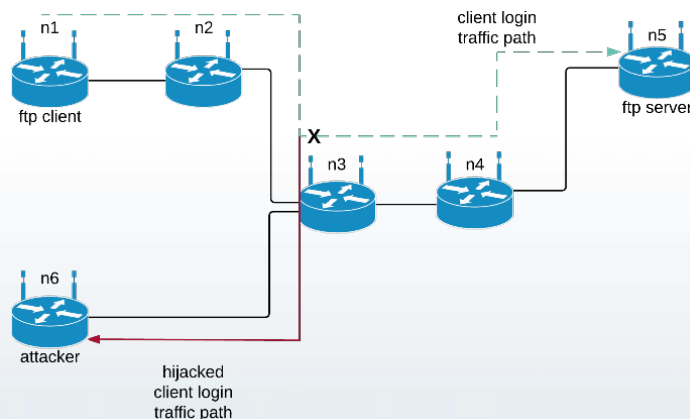 n1
n2
client login
traffic path
n5
ftp client
ftp server
X
n3
n4
n6
attacker
hijacked
client login
traffic path